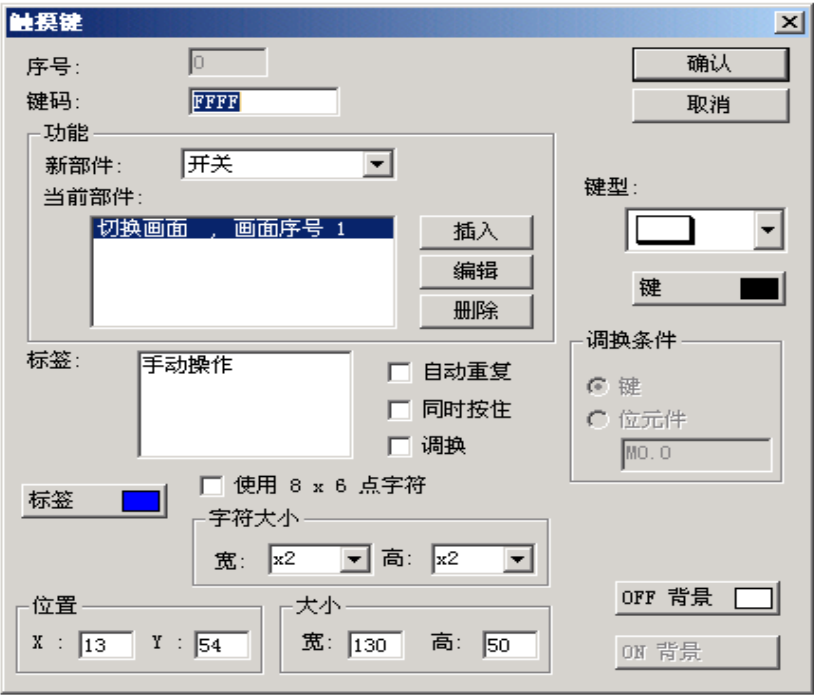 触摸键
序号: 0
确认
键码: FFFF
取消
功能
新部件: 开关
当前部件:
切换画面 , 画面序号 1
插入
编辑
删除
键型:
键
调换条件
键
位元件
M0.0
标签: 手动操作
自动重复
同时按住
调换
标签
使用 8 x 6 点字符
字符大小
宽: x2 高: x2
位置
X : 13 Y : 54
大小
宽: 130 高: 50
OFF 背景
ON 背景